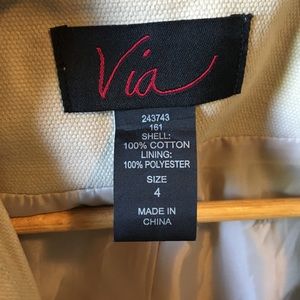 Via
243743
161
SHELL:
100% COTTON
LINING:
100% POLYESTER
SIZE
4
MADE IN
CHINA